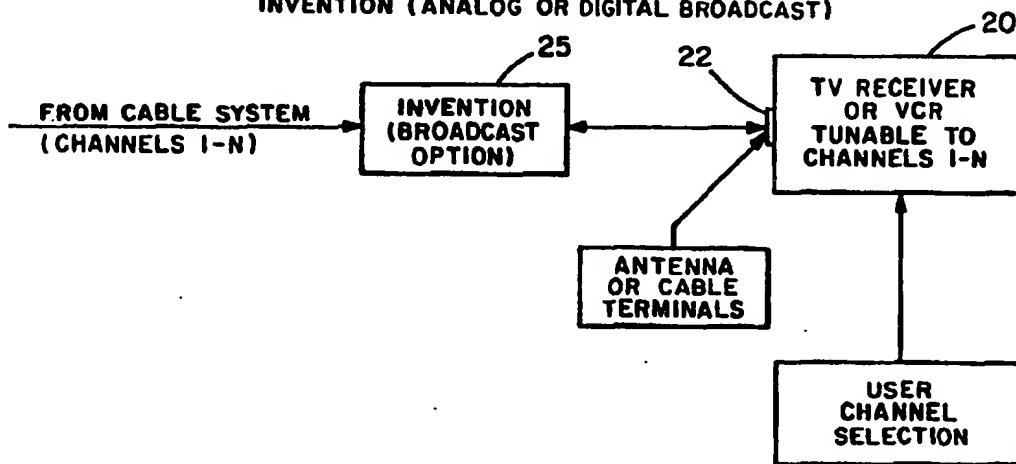 INVENTION (ANALOG OR DIGITAL BROADCAST)
25
20
22
FROM CABLE SYSTEM
(CHANNELS 1-N)
INVENTION
(BROADCAST
OPTION)
TV RECEIVER
OR VCR
TUNABLE TO
CHANNELS 1-N
ANTENNA
OR CABLE
TERMINALS
USER
CHANNEL
SELECTION